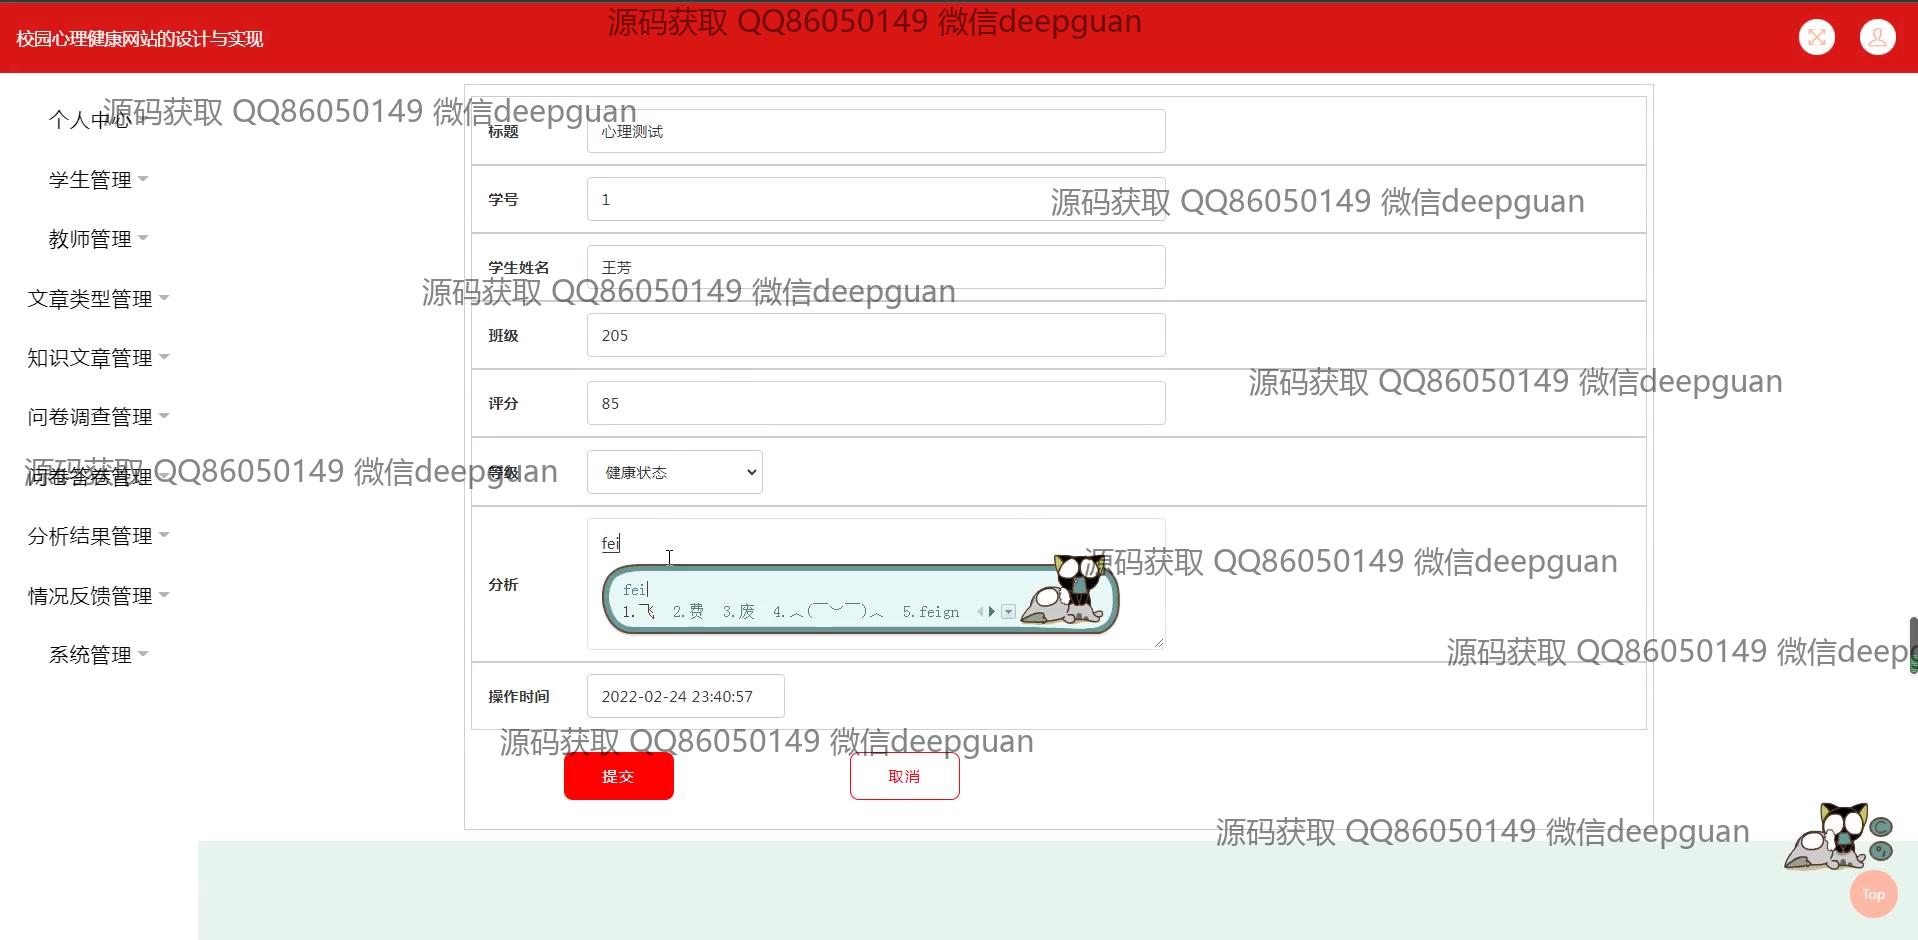 源码获取 QQ86050149 微信deepguan
校园心理健康网站的设计与实现
源码获取 QQ86050149 微信deepguan
个人中心
标题
心理测试
学生管理
学号
1
源码获取 QQ86050149 微信deepguan
教师管理
学生姓名
王芳
源码获取 QQ86050149 微信deepguan
文章类型管理
班级
205
知识文章管理
源码获取 QQ86050149 微信deepguan
评分
85
问卷调查管理
源码获取 QQ86050149 微信deepguan
问卷答卷管理
等级
健康状态
分析结果管理
分析
fei
源码获取 QQ86050149 微信deepguan
fei
1.飞 2.费 3.废 4.︿(￣︶￣)︿ 5.feign
情况反馈管理
系统管理
源码获取 QQ86050149 微信deep
操作时间
2022-02-24 23:40:57
源码获取 QQ86050149 微信deepguan
提交
取消
源码获取 QQ86050149 微信deepguan
Top